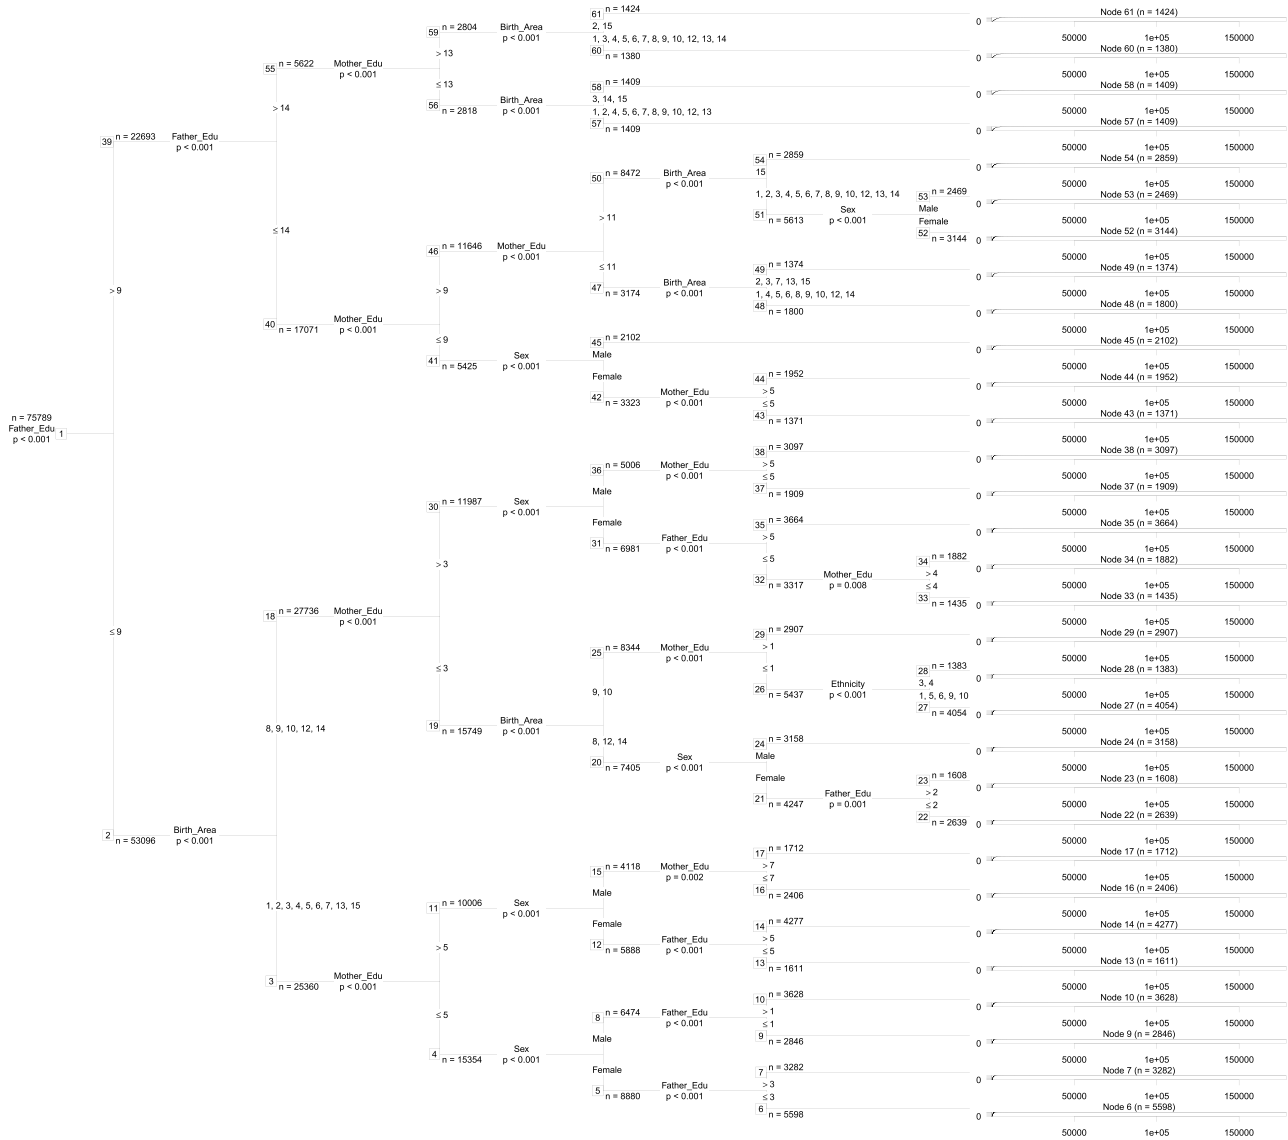 n = 75789
Father_Edu
p < 0.001
1
> 9
≤ 9
39
n = 22693
Father_Edu
p < 0.001
> 14
≤ 14
55
n = 5622
Mother_Edu
p < 0.001
> 13
≤ 13
59
n = 2804
Birth_Area
p < 0.001
61
n = 1424
2, 15
1, 3, 4, 5, 6, 7, 8, 9, 10, 12, 13, 14
60
n = 1380
56
n = 2818
Birth_Area
p < 0.001
58
n = 1409
3, 14, 15
1, 2, 4, 5, 6, 7, 8, 9, 10, 12, 13
57
n = 1409
40
n = 17071
Mother_Edu
p < 0.001
> 9
≤ 9
46
n = 11646
Mother_Edu
p < 0.001
> 11
≤ 11
50
n = 8472
Birth_Area
p < 0.001
54
n = 2859
15
1, 2, 3, 4, 5, 6, 7, 8, 9, 10, 12, 13, 14
51
n = 5613
Sex
p < 0.001
53
n = 2469
Male
Female
52
n = 3144
47
n = 3174
Birth_Area
p < 0.001
49
n = 1374
2, 3, 7, 13, 15
1, 4, 5, 6, 8, 9, 10, 12, 14
48
n = 1800
41
n = 5425
Sex
p < 0.001
45
n = 2102
Male
Female
42
n = 3323
Mother_Edu
p < 0.001
44
n = 1952
> 5
≤ 5
43
n = 1371
2
n = 53096
Birth_Area
p < 0.001
8, 9, 10, 12, 14
1, 2, 3, 4, 5, 6, 7, 13, 15
18
n = 27736
Mother_Edu
p < 0.001
> 3
≤ 3
30
n = 11987
Sex
p < 0.001
Male
Female
36
n = 5006
Mother_Edu
p < 0.001
38
n = 3097
> 5
≤ 5
37
n = 1909
31
n = 6981
Father_Edu
p < 0.001
35
n = 3664
> 5
≤ 5
32
n = 3317
Mother_Edu
p = 0.008
34
n = 1882
> 4
≤ 4
33
n = 1435
19
n = 15749
Birth_Area
p < 0.001
9, 10
8, 12, 14
25
n = 8344
Mother_Edu
p < 0.001
29
n = 2907
> 1
≤ 1
26
n = 5437
Ethnicity
p < 0.001
28
n = 1383
3, 4
1, 5, 6, 9, 10
27
n = 4054
20
n = 7405
Sex
p < 0.001
24
n = 3158
Male
Female
21
n = 4247
Father_Edu
p = 0.001
23
n = 1608
> 2
≤ 2
22
n = 2639
3
n = 25360
Mother_Edu
p < 0.001
> 5
≤ 5
11
n = 10006
Sex
p < 0.001
Male
Female
15
n = 4118
Mother_Edu
p = 0.002
17
n = 1712
> 7
≤ 7
16
n = 2406
12
n = 5888
Father_Edu
p < 0.001
14
n = 4277
> 5
≤ 5
13
n = 1611
4
n = 15354
Sex
p < 0.001
Male
Female
8
n = 6474
Father_Edu
p < 0.001
10
n = 3628
> 1
≤ 1
9
n = 2846
5
n = 8880
Father_Edu
p < 0.001
7
n = 3282
> 3
≤ 3
6
n = 5598
Node 61 (n = 1424)
0
50000 1e+05 150000
Node 60 (n = 1380)
0
50000 1e+05 150000
Node 58 (n = 1409)
0
50000 1e+05 150000
Node 57 (n = 1409)
0
50000 1e+05 150000
Node 54 (n = 2859)
0
50000 1e+05 150000
Node 53 (n = 2469)
0
50000 1e+05 150000
Node 52 (n = 3144)
0
50000 1e+05 150000
Node 49 (n = 1374)
0
50000 1e+05 150000
Node 48 (n = 1800)
0
50000 1e+05 150000
Node 45 (n = 2102)
0
50000 1e+05 150000
Node 44 (n = 1952)
0
50000 1e+05 150000
Node 43 (n = 1371)
0
50000 1e+05 150000
Node 38 (n = 3097)
0
50000 1e+05 150000
Node 37 (n = 1909)
0
50000 1e+05 150000
Node 35 (n = 3664)
0
50000 1e+05 150000
Node 34 (n = 1882)
0
50000 1e+05 150000
Node 33 (n = 1435)
0
50000 1e+05 150000
Node 29 (n = 2907)
0
50000 1e+05 150000
Node 28 (n = 1383)
0
50000 1e+05 150000
Node 27 (n = 4054)
0
50000 1e+05 150000
Node 24 (n = 3158)
0
50000 1e+05 150000
Node 23 (n = 1608)
0
50000 1e+05 150000
Node 22 (n = 2639)
0
50000 1e+05 150000
Node 17 (n = 1712)
0
50000 1e+05 150000
Node 16 (n = 2406)
0
50000 1e+05 150000
Node 14 (n = 4277)
0
50000 1e+05 150000
Node 13 (n = 1611)
0
50000 1e+05 150000
Node 10 (n = 3628)
0
50000 1e+05 150000
Node 9 (n = 2846)
0
50000 1e+05 150000
Node 7 (n = 3282)
0
50000 1e+05 150000
Node 6 (n = 5598)
0
50000 1e+05 150000